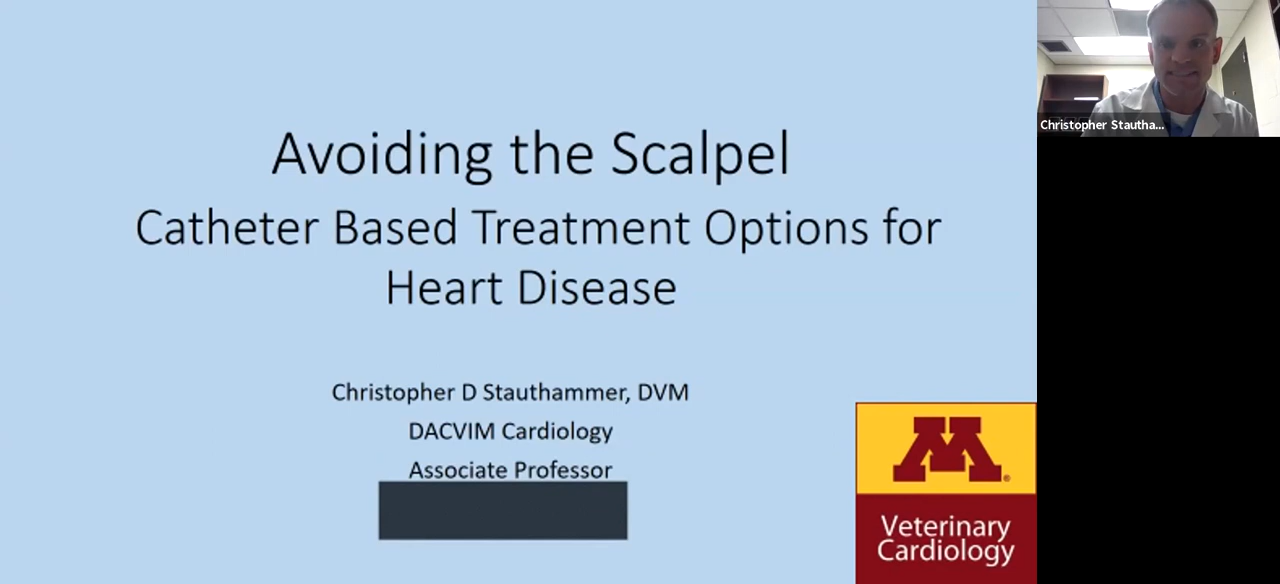 Avoiding the Scalpel
Catheter Based Treatment Options for
Heart Disease
Christopher D Stauthammer, DVM
DACVIM Cardiology
Associate Professor
M®
Veterinary
Cardiology
Christopher Stautha...